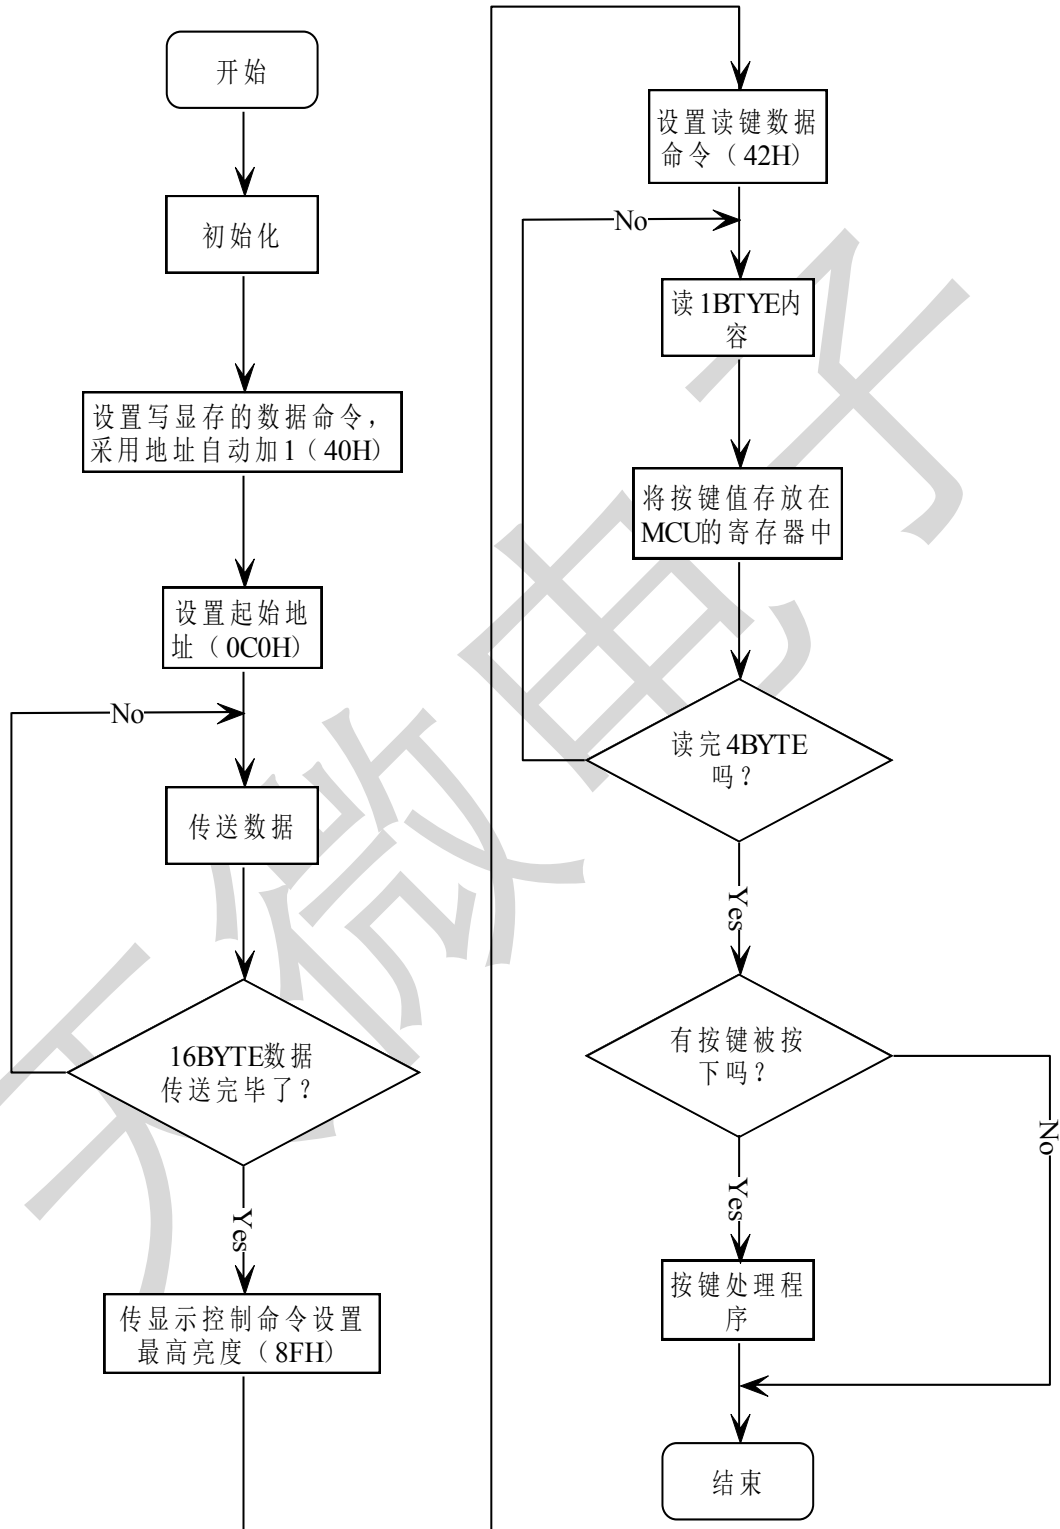 开始
初始化
设置写显存的数据命令，
采用地址自动加1（40H）
设置起始地
址（0C0H）
No
传送数据
16BYTE数据
传送完毕了？
Yes
传显示控制命令设置
最高亮度（8FH）
设置读键数据
命令（42H）
No
读1BTYE内
容
将按键值存放在
MCU的寄存器中
读完4BYTE
吗？
Yes
有按键被按
下吗？
No
Yes
按键处理程
序
结束
天微电子